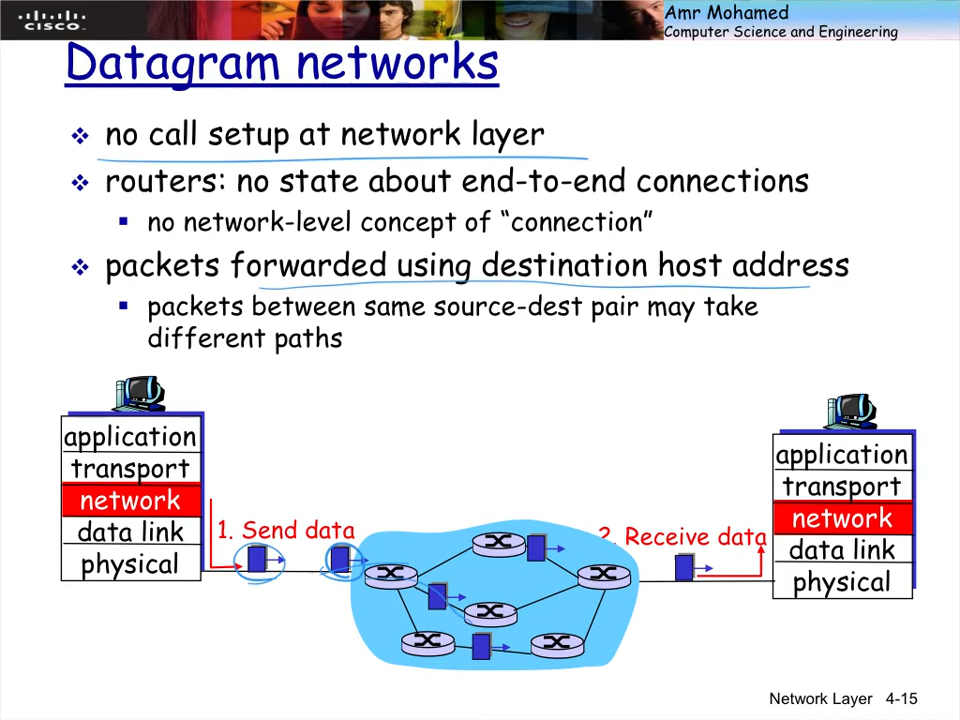 CISCO
Amr Mohamed
Computer Science and Engineering
Datagram networks
no call setup at network layer
routers: no state about end-to-end connections
no network-level concept of “connection”
packets forwarded using destination host address
packets between same source-dest pair may take
different paths
application
transport
network
data link
physical
1. Send data
2. Receive data
application
transport
network
data link
physical
Network Layer 4-15